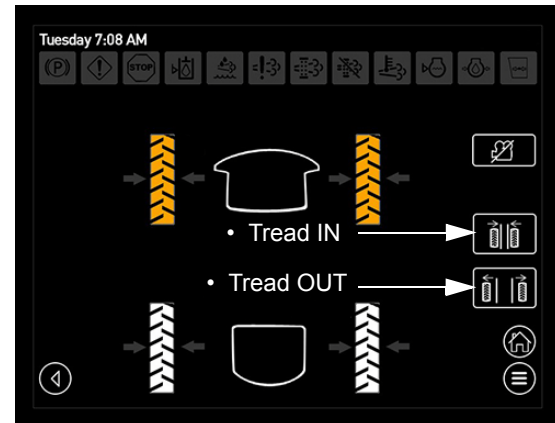 Tuesday 7:08 AM
(P) STOP
• Tread IN
• Tread OUT